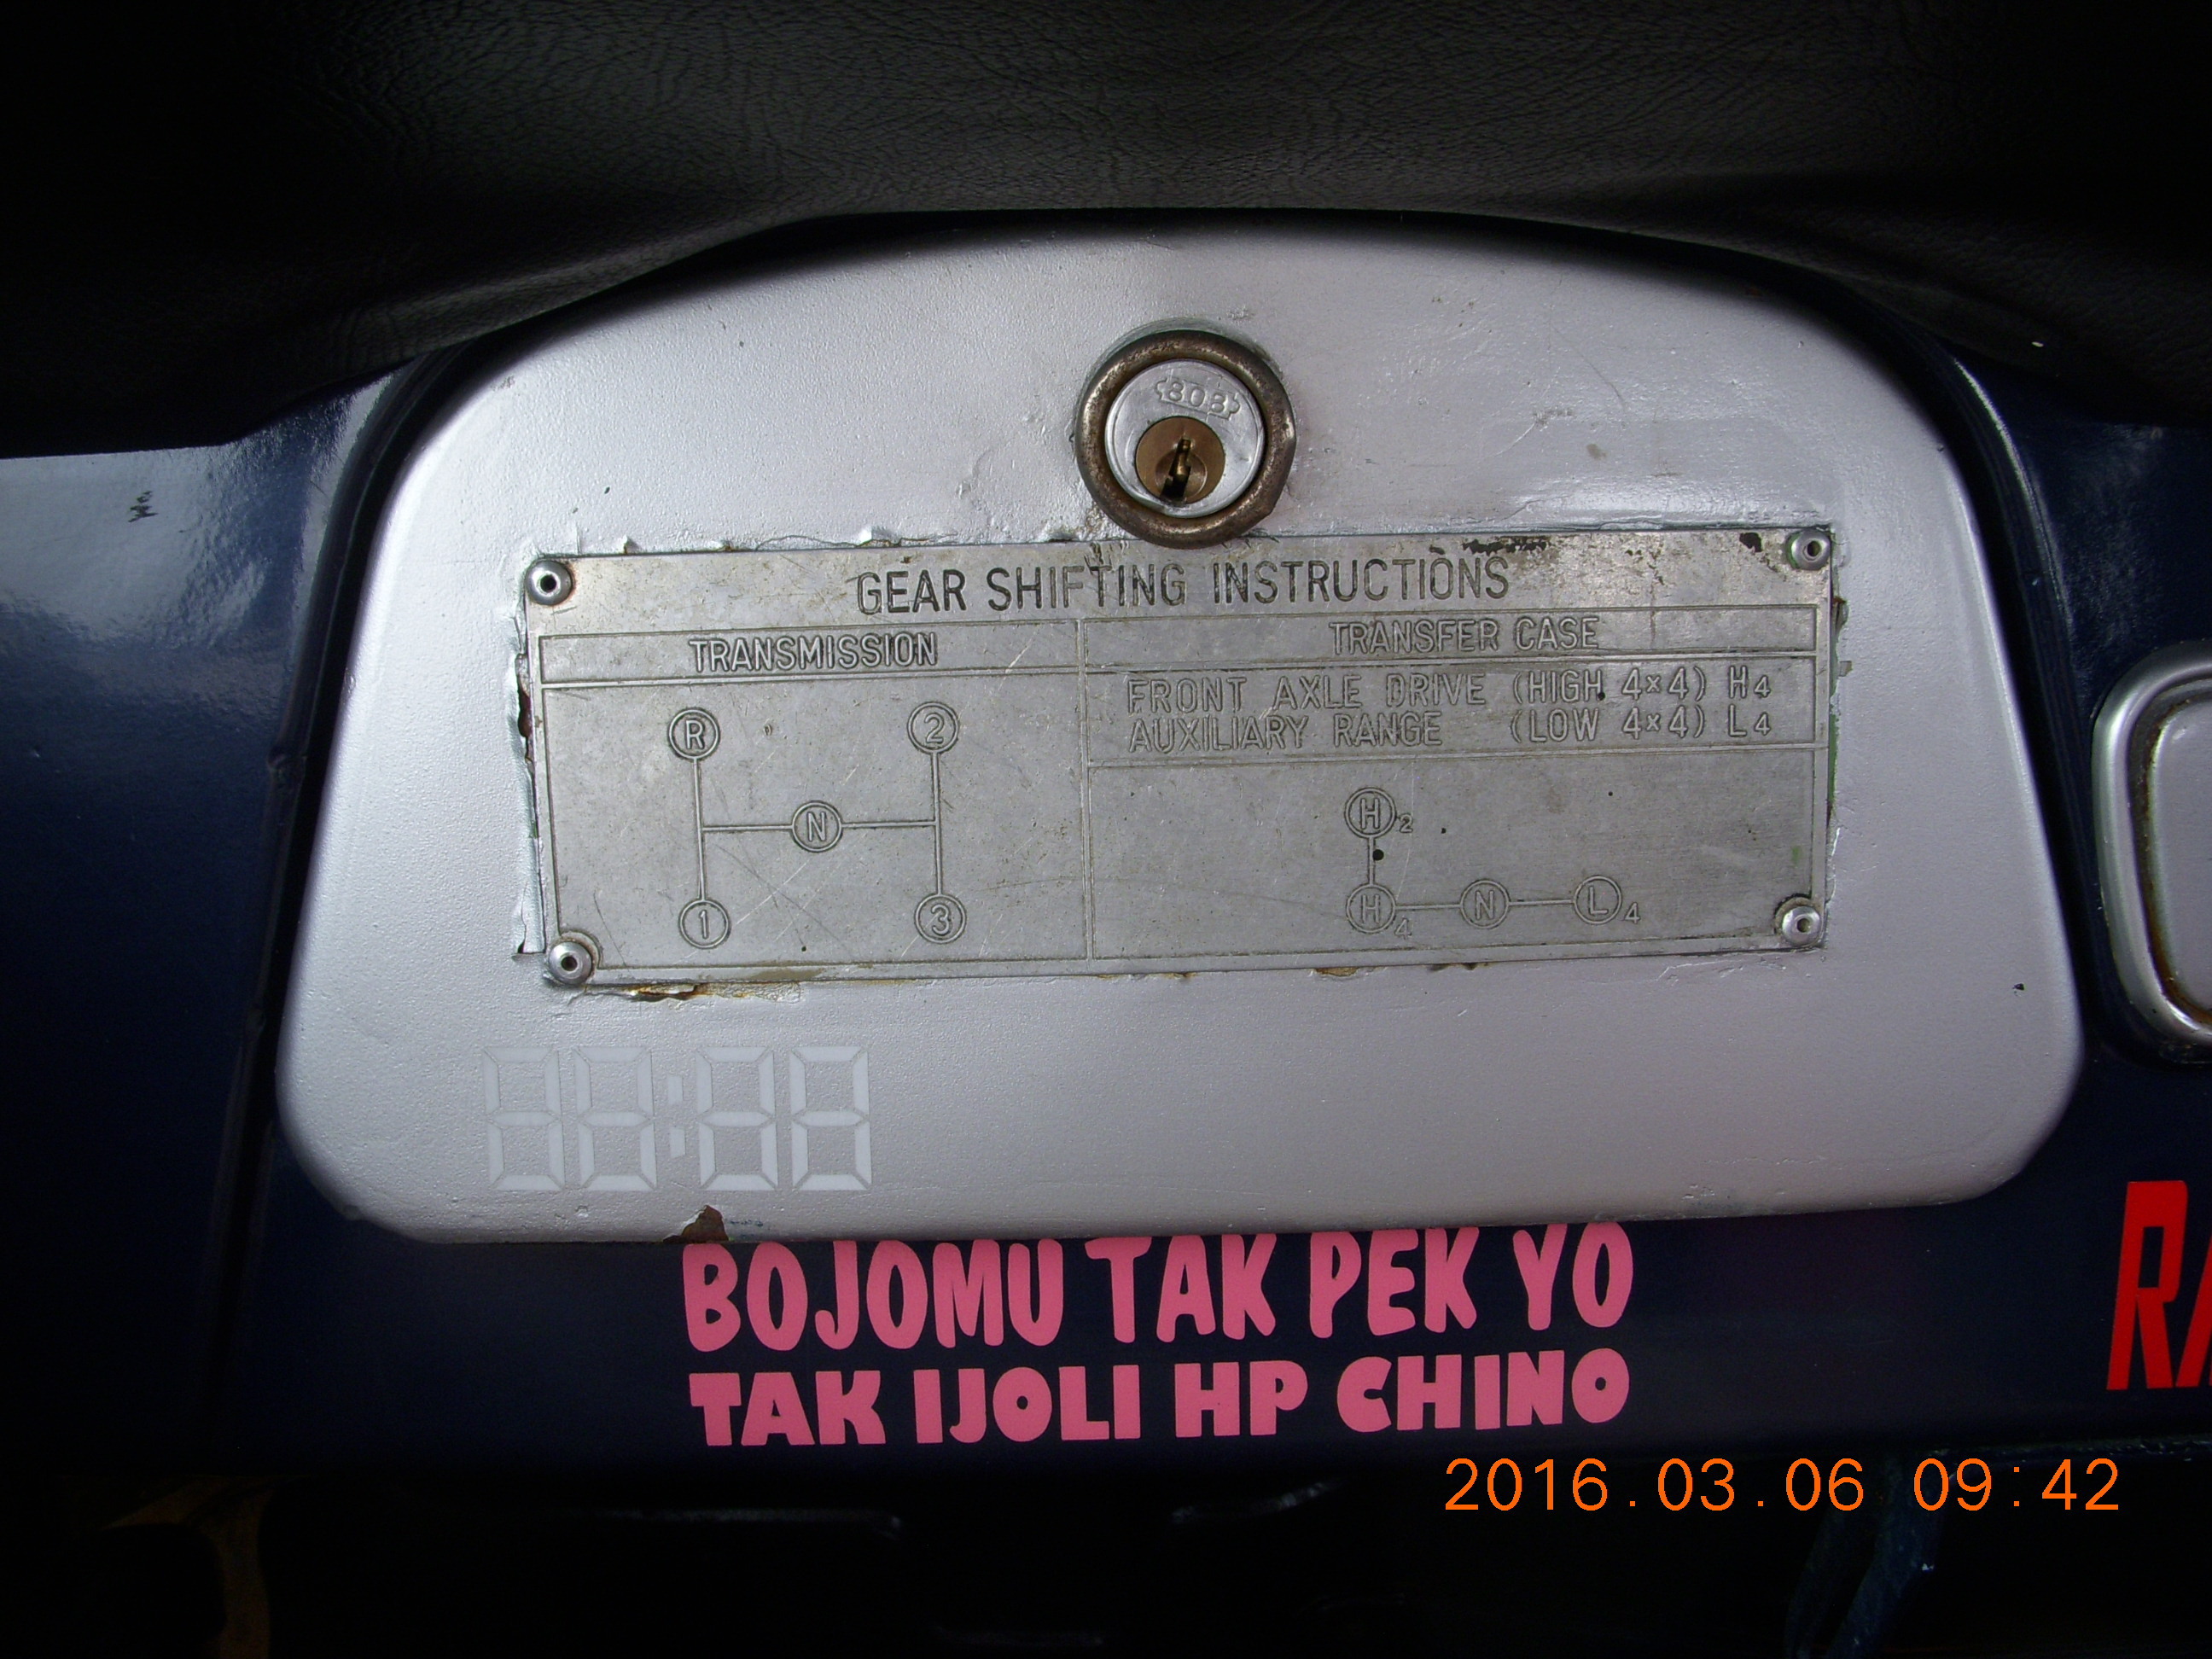 808
GEAR SHIFTING INSTRUCTIONS
TRANSMISSION
TRANSFER CASE
FRONT AXLE DRIVE (HIGH 4×4) H4
AUXILIARY RANGE (LOW 4×4) L4
R 2
N
1 3
H2
H4 N L4
88:88
BOJOMU TAK PEK YO
TAK IJOLI HP CHINO
2016.03.06 09:42